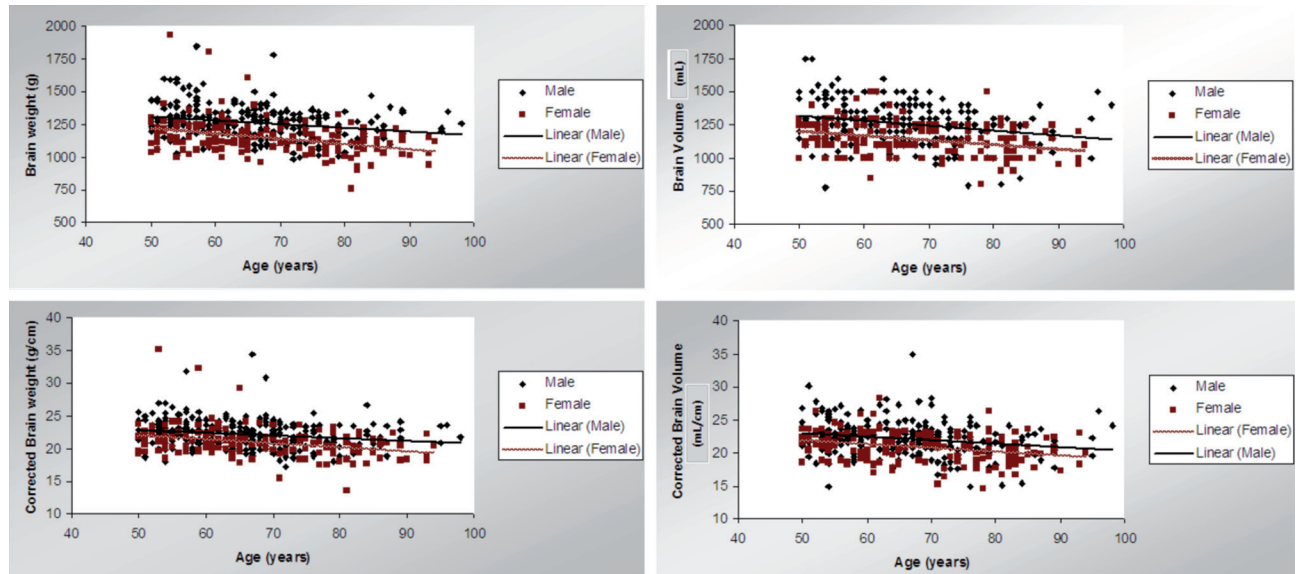 2000
1750
1500
1250
1000
750
500
Brain weight (g)
40 50 60 70 80 90 100
Age (years)
Male
Female
Linear (Male)
Linear (Female)
2000
1750
1500
1250
1000
750
500
Brain Volume (mL)
40 50 60 70 80 90 100
Age (years)
Male
Female
Linear (Male)
Linear (Female)
40
35
30
25
20
15
10
Corrected Brain weight (g/cm)
40 50 60 70 80 90 100
Age (years)
Male
Female
Linear (Male)
Linear (Female)
40
35
30
25
20
15
10
Corrected Brain Volume
(mL/cm)
40 50 60 70 80 90 100
Age (years)
Male
Female
Linear (Female)
Linear (Male)